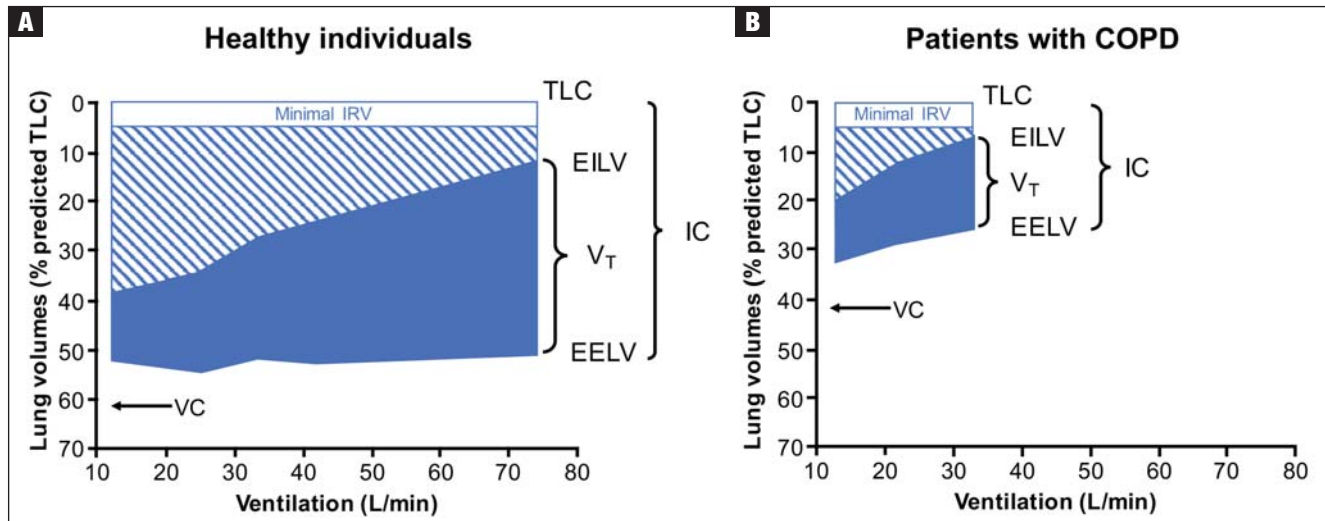 A
Healthy individuals
Lung volumes (% predicted TLC)
0
10
20
30
40
50
60
70
10 20 30 40 50 60 70 80
Ventilation (L/min)
Minimal IRV
TLC
EILV
VT
EELV
IC
VC
B
Patients with COPD
Lung volumes (% predicted TLC)
0
10
20
30
40
50
60
70
10 20 30 40 50 60 70 80
Ventilation (L/min)
Minimal IRV
TLC
EILV
VT
EELV
IC
VC